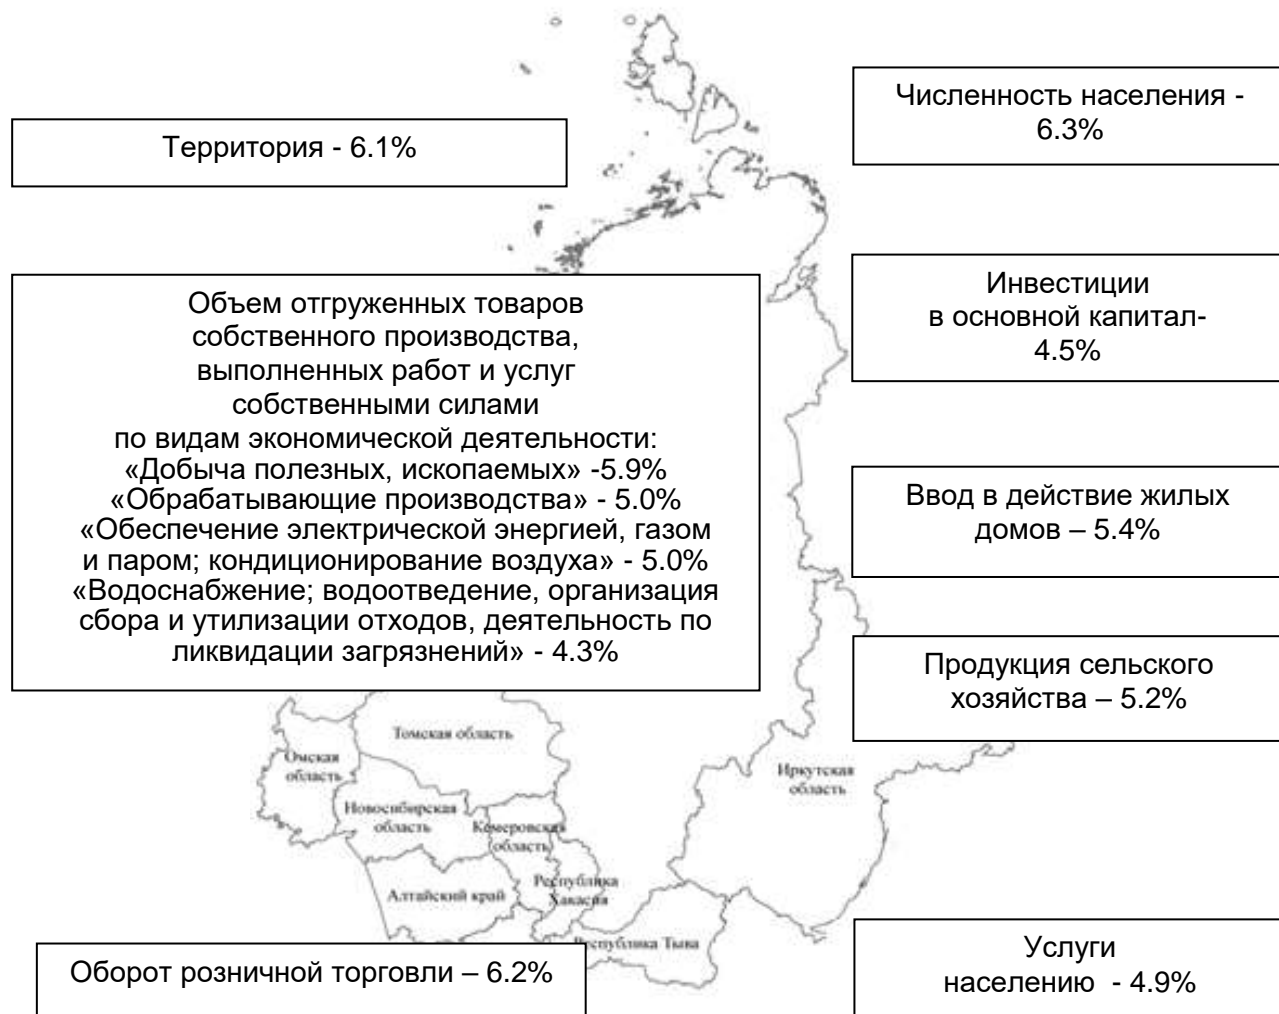 Численность населения -
6.3%
Территория - 6.1%
Инвестиции
в основной капитал-
4.5%
Объем отгруженных товаров
собственного производства,
выполненных работ и услуг
собственными силами
по видам экономической деятельности:
«Добыча полезных, ископаемых» -5.9%
«Обрабатывающие производства» - 5.0%
«Обеспечение электрической энергией, газом
и паром; кондиционирование воздуха» - 5.0%
«Водоснабжение; водоотведение, организация
сбора и утилизации отходов, деятельность по
ликвидации загрязнений» - 4.3%
Ввод в действие жилых
домов – 5.4%
Продукция сельского
хозяйства – 5.2%
Томская область
Омская
область
Иркутская
область
Новосибирская
область
Кемеровская
область
Алтайский край
Республика
Хакасия
Республика Тыва
Оборот розничной торговли – 6.2%
Услуги
населению - 4.9%